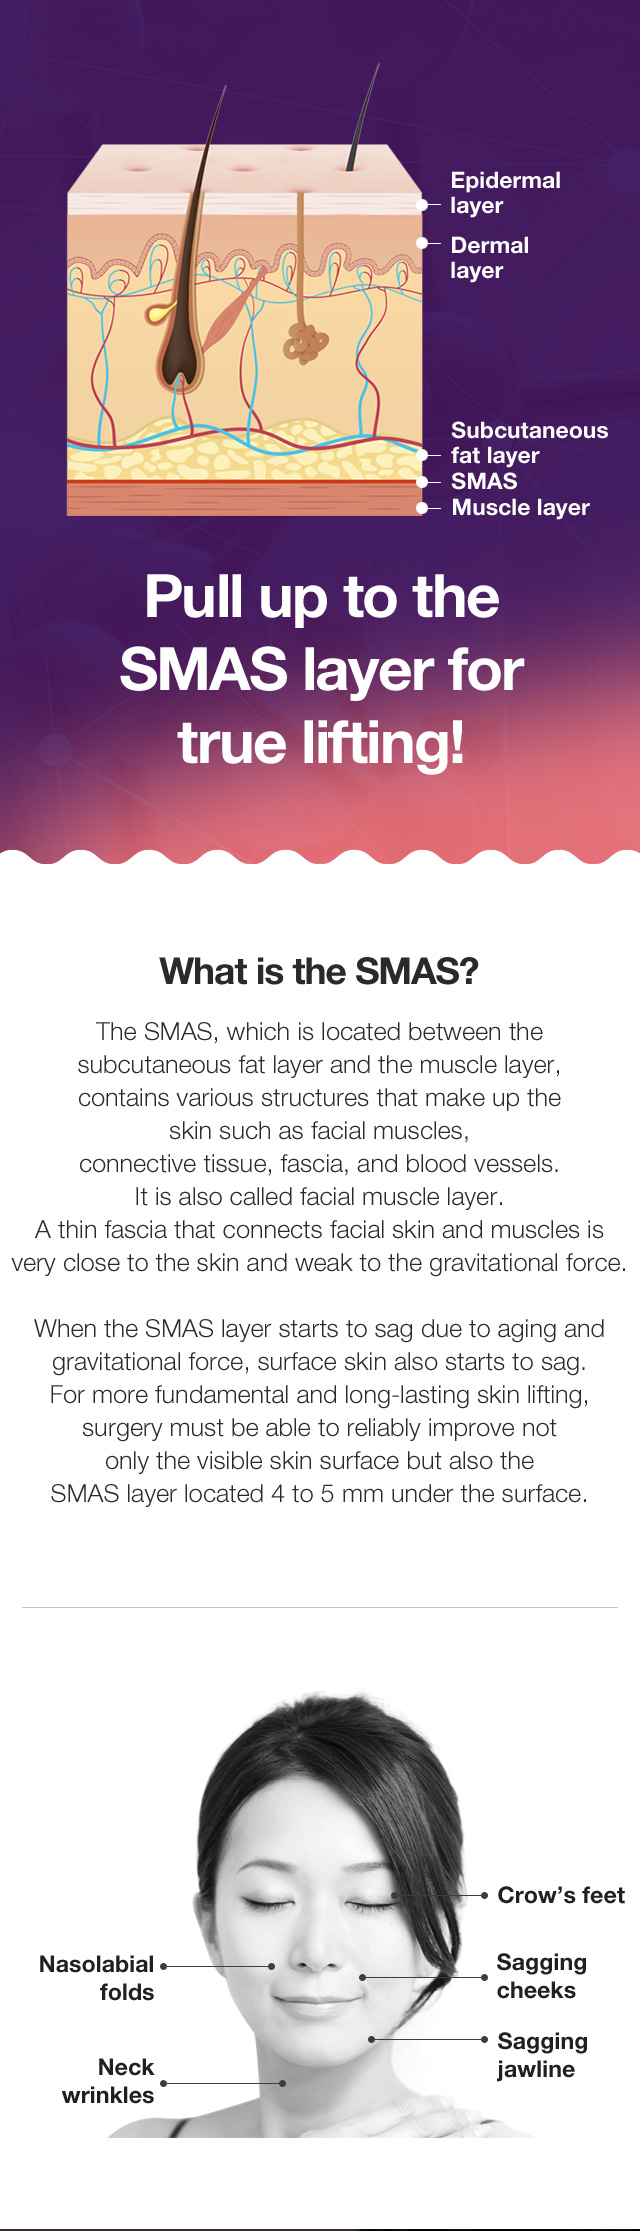 Epidermal
layer
Dermal
layer
Subcutaneous
fat layer
SMAS
Muscle layer
Pull up to the
SMAS layer for
true lifting!
What is the SMAS?
The SMAS, which is located between the
subcutaneous fat layer and the muscle layer,
contains various structures that make up the
skin such as facial muscles,
connective tissue, fascia, and blood vessels.
It is also called facial muscle layer.
A thin fascia that connects facial skin and muscles is
very close to the skin and weak to the gravitational force.
When the SMAS layer starts to sag due to aging and
gravitational force, surface skin also starts to sag.
For more fundamental and long-lasting skin lifting,
surgery must be able to reliably improve not
only the visible skin surface but also the
SMAS layer located 4 to 5 mm under the surface.
Crow’s feet
Nasolabial
folds
Sagging
cheeks
Sagging
jawline
Neck
wrinkles